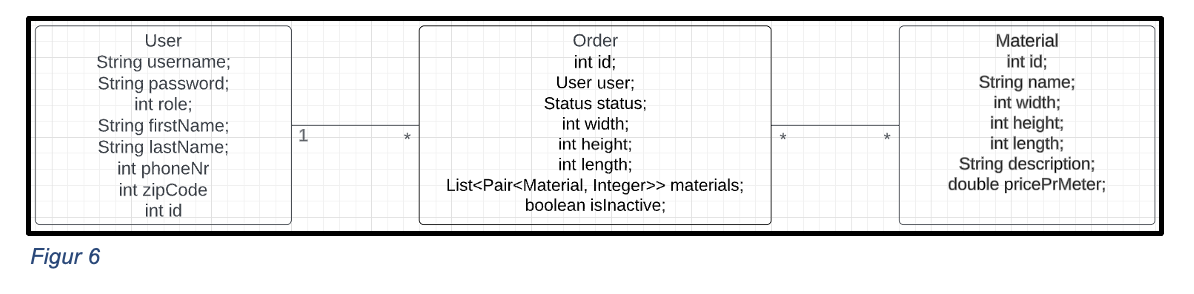 User
String username;
String password;
int role;
String firstName;
String lastName;
int phoneNr
int zipCode
int id
1
*
Order
int id;
User user;
Status status;
int width;
int height;
int length;
List<Pair<Material, Integer>> materials;
boolean isInactive;
*
*
Material
int id;
String name;
int width;
int height;
int length;
String description;
double pricePrMeter;
Figur 6